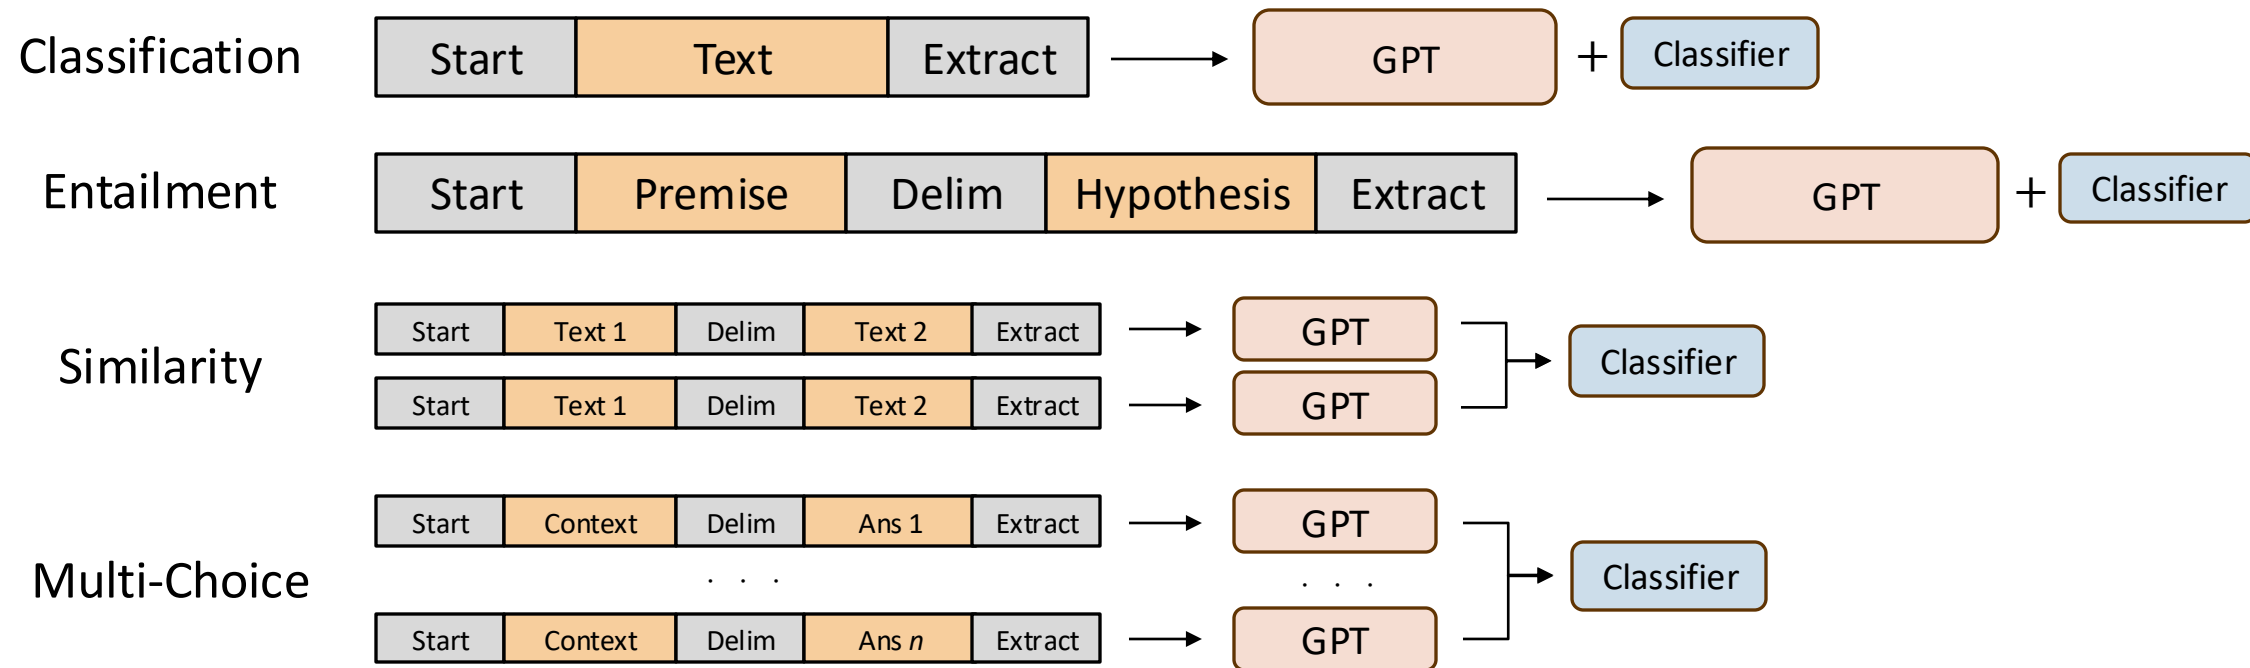 Classification Start Text Extract GPT + Classifier
Entailment Start Premise Delim Hypothesis Extract GPT + Classifier
Similarity
Start Text 1 Delim Text 2 Extract GPT
Classifier
Start Text 1 Delim Text 2 Extract GPT
Multi-Choice
Start Context Delim Ans 1 Extract GPT
. . . . . .
Classifier
Start Context Delim Ans n Extract GPT